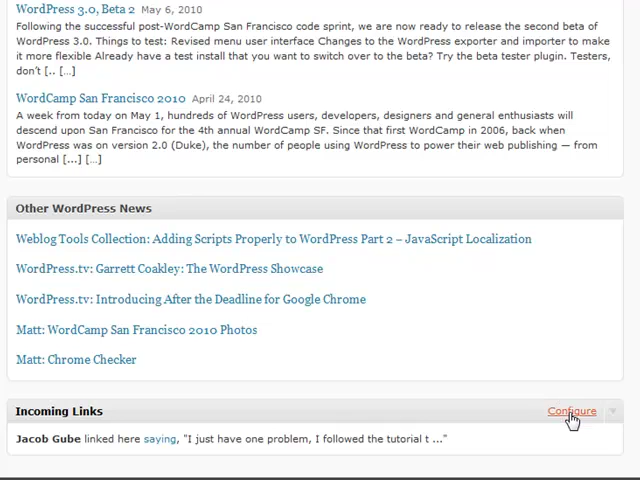 WordPress 3.0, Beta 2 May 6, 2010
Following the successful post-WordCamp San Francisco code sprint, we are now ready to release the second beta of
WordPress 3.0. Things to test: Revised menu user interface Changes to the WordPress exporter and importer to make
it more flexible Already have a test install that you want to switch over to the beta? Try the beta tester plugin. Testers,
don't [.. [...]
WordCamp San Francisco 2010 April 24, 2010
A week from today on May 1, hundreds of WordPress users, developers, designers and general enthusiasts will
descend upon San Francisco for the 4th annual WordCamp SF. Since that first WordCamp in 2006, back when
WordPress was on version 2.0 (Duke), the number of people using WordPress to power their web publishing — from
personal [...] [...]
Other WordPress News
Weblog Tools Collection: Adding Scripts Properly to WordPress Part 2 – JavaScript Localization
WordPress.tv: Garrett Coakley: The WordPress Showcase
WordPress.tv: Introducing After the Deadline for Google Chrome
Matt: WordCamp San Francisco 2010 Photos
Matt: Chrome Checker
Incoming Links Configure
Jacob Gube linked here saying, "I just have one problem, I followed the tutorial t ..."